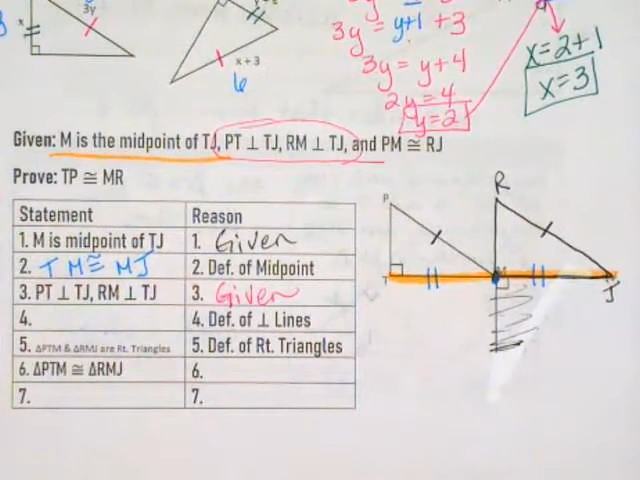 3y
x
x + 3
6
3y = y+1 + 3
3y = y+4
2y = 4
y = 2
x = 2 + 1
x = 3
Given: M is the midpoint of TJ, PT ⊥ TJ, RM ⊥ TJ, and PM ≅ RJ
Prove: TP ≅ MR
Statement Reason
1. M is midpoint of TJ 1. Given
2. TM ≅ MJ 2. Def. of Midpoint
3. PT ⊥ TJ, RM ⊥ TJ 3. Given
4. 4. Def. of ⊥ Lines
5. ΔPTM & ΔRMJ are Rt. Triangles 5. Def. of Rt. Triangles
6. ΔPTM ≅ ΔRMJ 6.
7. 7.
R
P
T
J